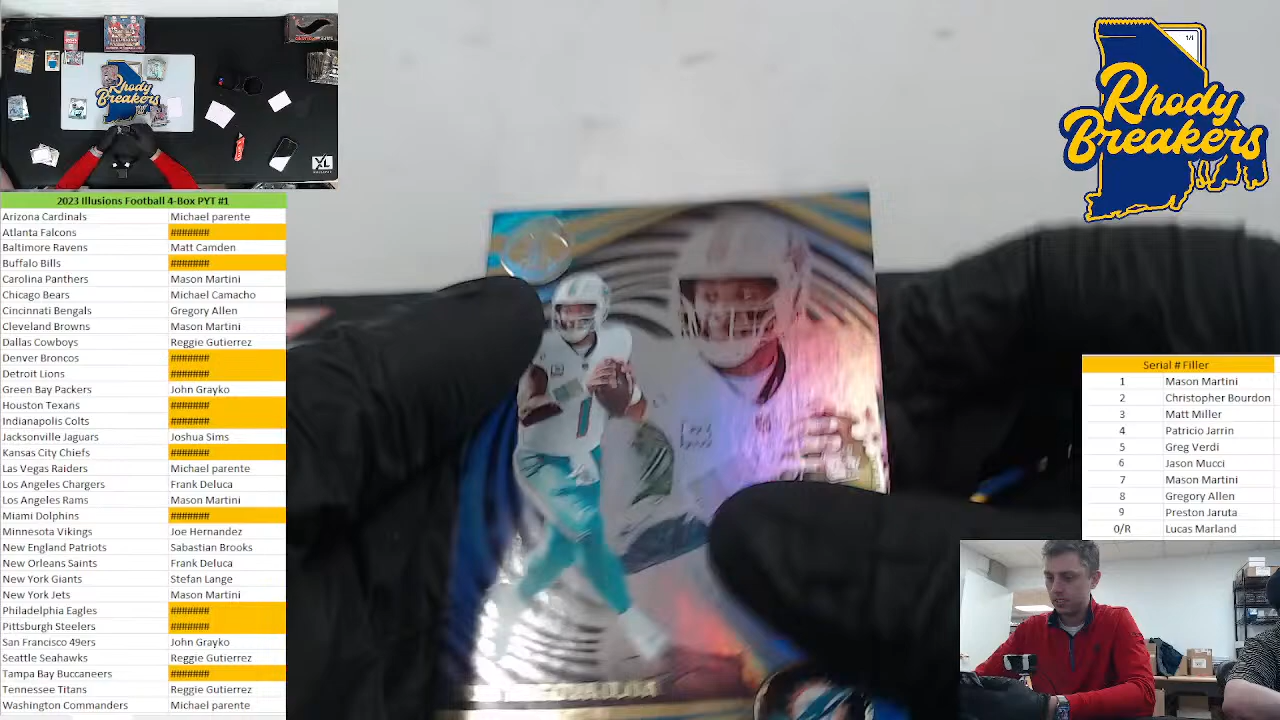 1/1
Rhody
Breakers
Rhody
Breakers
XL
2023 Illusions Football 4-Box PYT #1
Arizona Cardinals Michael parente
Atlanta Falcons #######
Baltimore Ravens Matt Camden
Buffalo Bills #######
Carolina Panthers Mason Martini
Chicago Bears Michael Camacho
Cincinnati Bengals Gregory Allen
Cleveland Browns Mason Martini
Dallas Cowboys Reggie Gutierrez
Denver Broncos #######
Detroit Lions #######
Green Bay Packers John Grayko
Houston Texans #######
Indianapolis Colts #######
Jacksonville Jaguars Joshua Sims
Kansas City Chiefs #######
Las Vegas Raiders Michael parente
Los Angeles Chargers Frank Deluca
Los Angeles Rams Mason Martini
Miami Dolphins #######
Minnesota Vikings Joe Hernandez
New England Patriots Sabastian Brooks
New Orleans Saints Frank Deluca
New York Giants Stefan Lange
New York Jets Mason Martini
Philadelphia Eagles #######
Pittsburgh Steelers #######
San Francisco 49ers John Grayko
Seattle Seahawks Reggie Gutierrez
Tampa Bay Buccaneers #######
Tennessee Titans Reggie Gutierrez
Washington Commanders Michael parente
1
Serial # Filler
1 Mason Martini
2 Christopher Bourdon
3 Matt Miller
4 Patricio Jarrin
5 Greg Verdi
6 Jason Mucci
7 Mason Martini
8 Gregory Allen
9 Preston Jaruta
0/R Lucas Marland